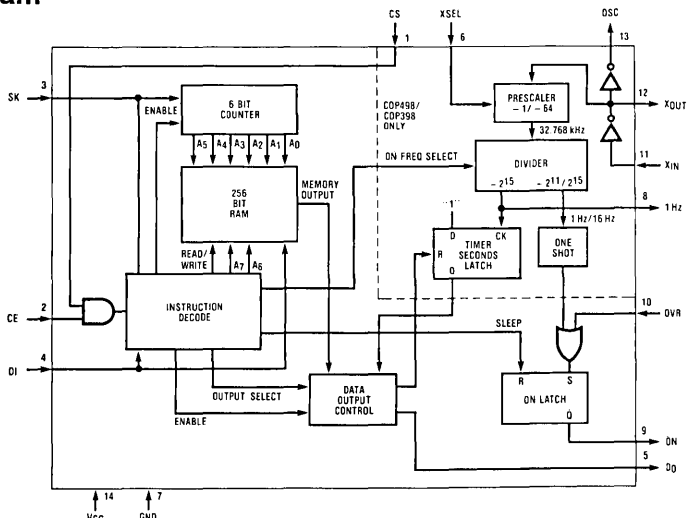 CS
XSEL
OSC
1
6
13
3
SK
ENABLE
6 BIT
COUNTER
COP498/
COP398
ONLY
PRESCALER
- 1/ - 64
12
XOUT
A5 A4 A3 A2 A1 A0
32.768 kHz
11
XIN
256
BIT
RAM
MEMORY
OUTPUT
ON FREQ SELECT
DIVIDER
- 2^15 - 2^11/2^15
8
1 Hz
"1"
1 Hz/16 Hz
D CK
R
TIMER
SECONDS
LATCH
Q
ONE
SHOT
READ/
WRITE
A7 A6
INSTRUCTION
DECODE
2
CE
10
OVR
SLEEP
4
DI
R S
ON LATCH
Q
OUTPUT SELECT
DATA
OUTPUT
CONTROL
ENABLE
9
ON
5
DO
14
7
VCC
GND